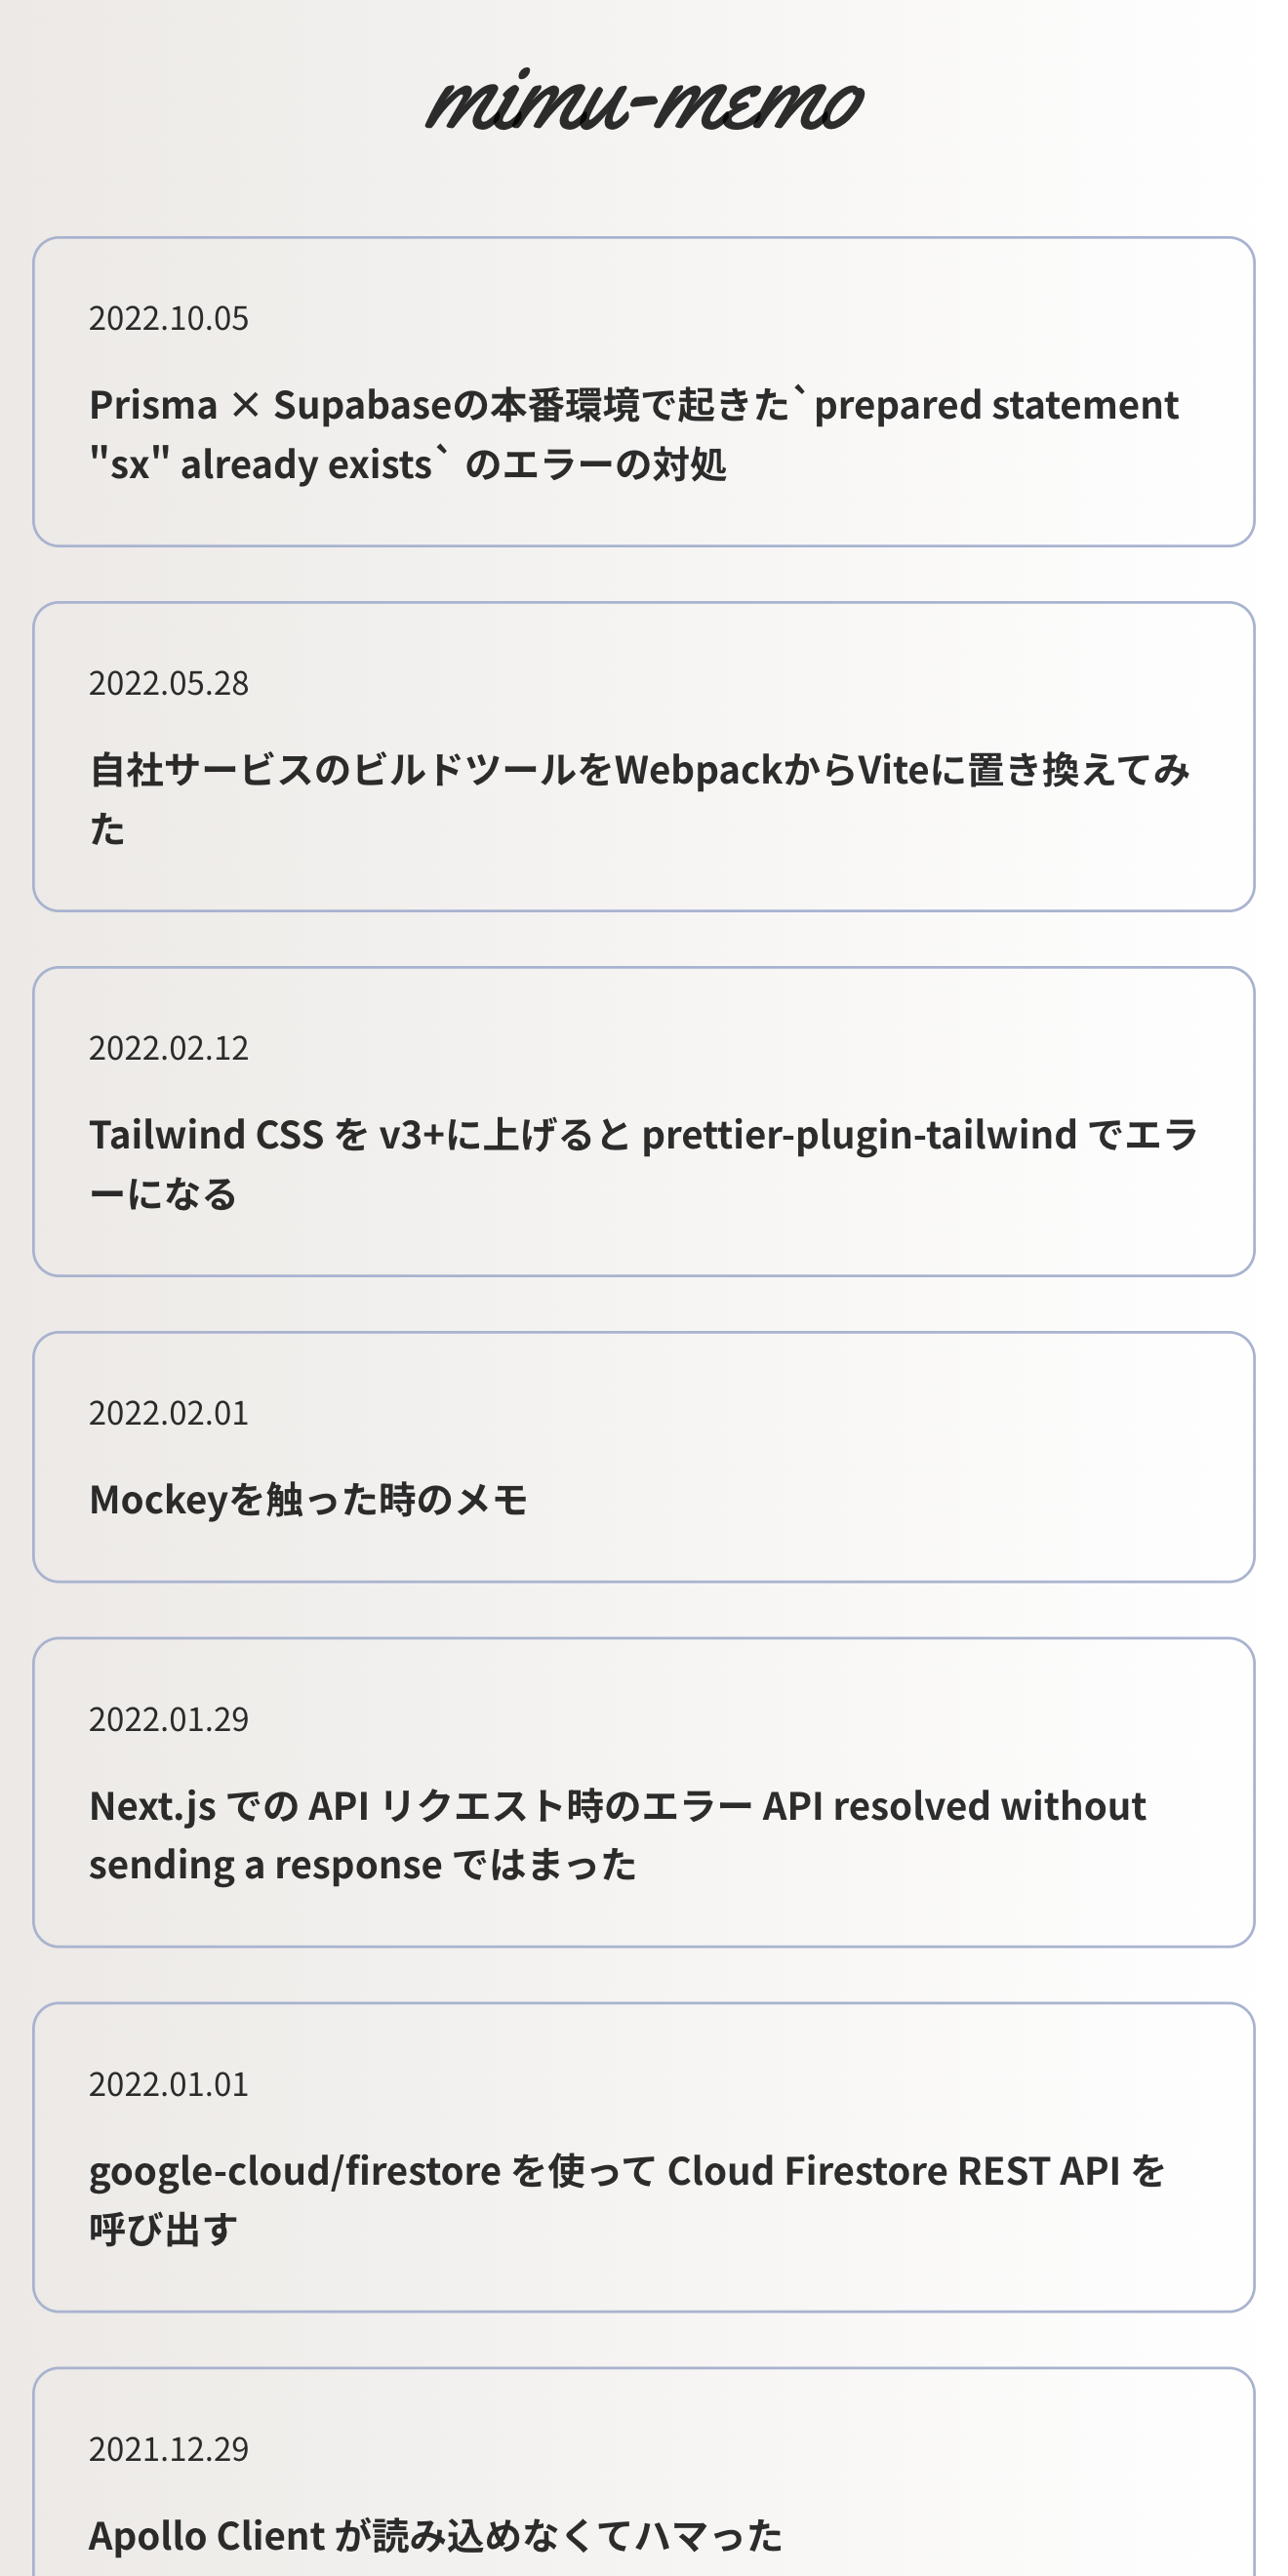 mimu-memo
2022.10.05
Prisma × Supabaseの本番環境で起きた`prepared statement
"sx" already exists` のエラーの対処
2022.05.28
自社サービスのビルドツールをWebpackからViteに置き換えてみ
た
2022.02.12
Tailwind CSS を v3+に上げると prettier-plugin-tailwind でエラ
ーになる
2022.02.01
Mockeyを触った時のメモ
2022.01.29
Next.js での API リクエスト時のエラー API resolved without
sending a response ではまった
2022.01.01
google-cloud/firestore を使って Cloud Firestore REST API を
呼び出す
2021.12.29
Apollo Client が読み込めなくてハマった